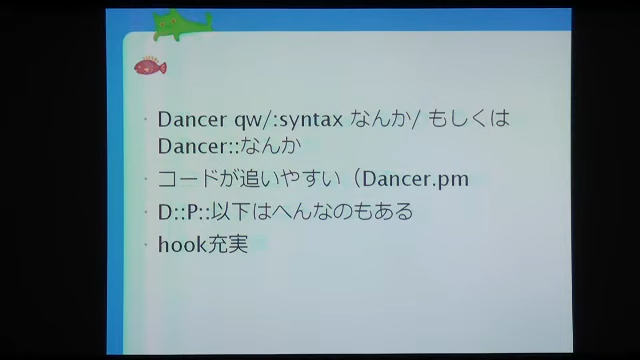 Dancer qw/:syntax なんか/ もしくは
Dancer::なんか
コードが追いやすい（Dancer.pm
D::P::以下はへんなのもある
hook充実